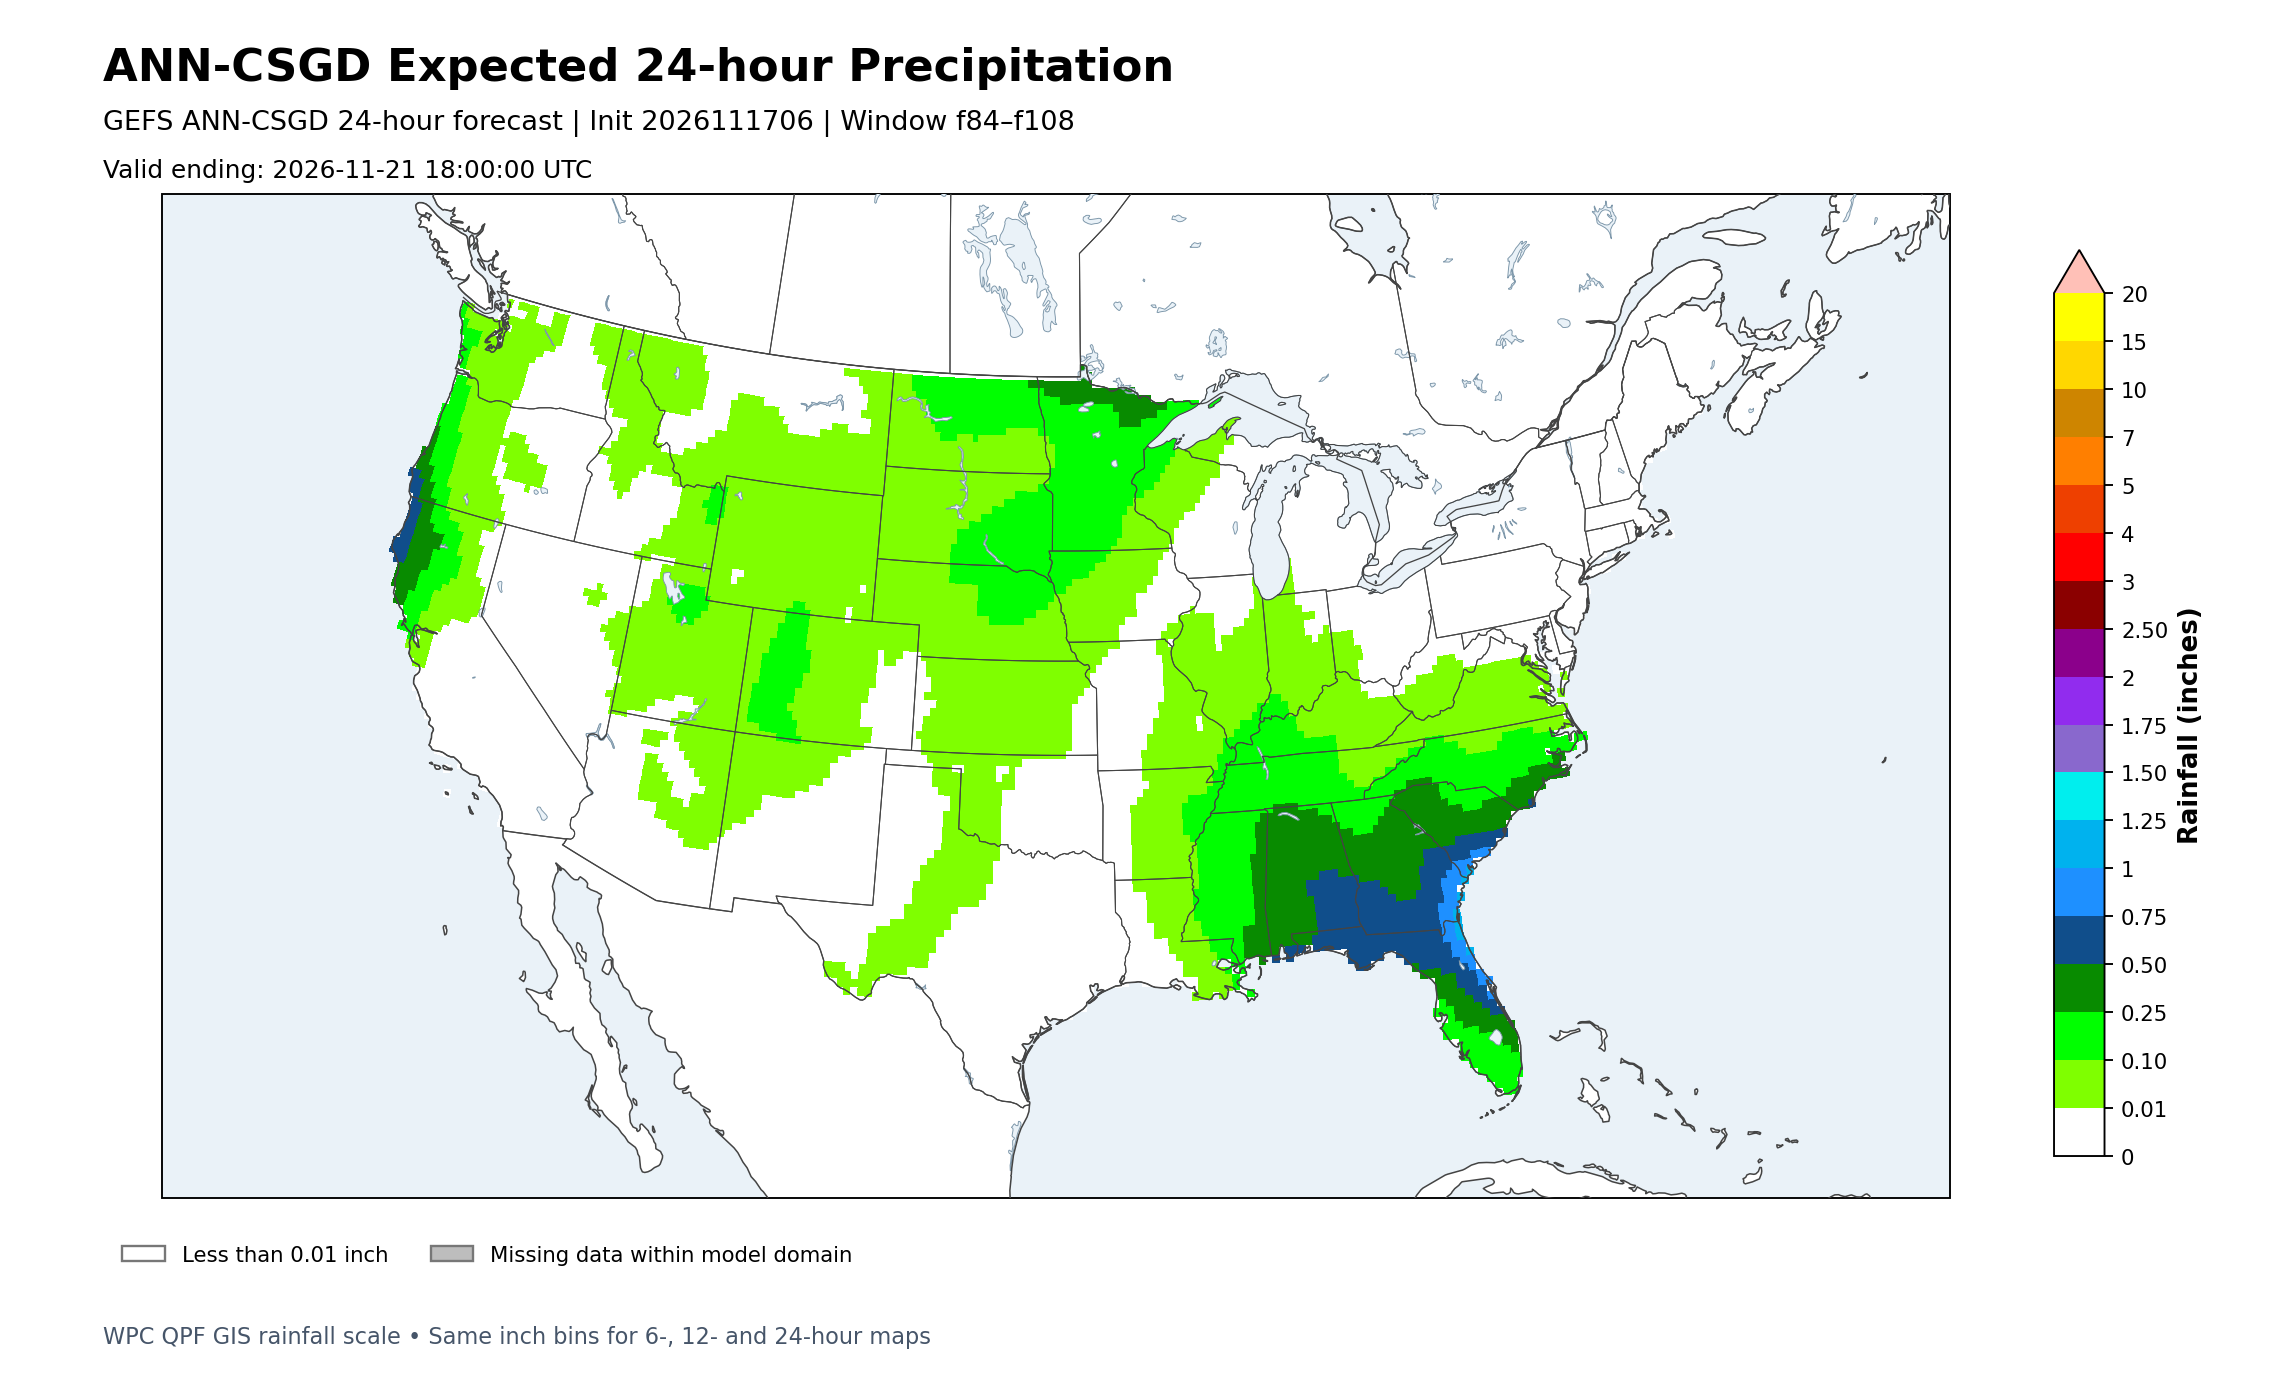 ANN-CSGD Expected 24-hour Precipitation
GEFS ANN-CSGD 24-hour forecast | Init 2026111706 | Window f84–f108
Valid ending: 2026-11-21 18:00:00 UTC
20
15
10
7
5
4
3
2.50
2
1.75
1.50
1.25
1
0.75
0.50
0.25
0.10
0.01
0
Rainfall (inches)
Less than 0.01 inch
Missing data within model domain
WPC QPF GIS rainfall scale • Same inch bins for 6-, 12- and 24-hour maps